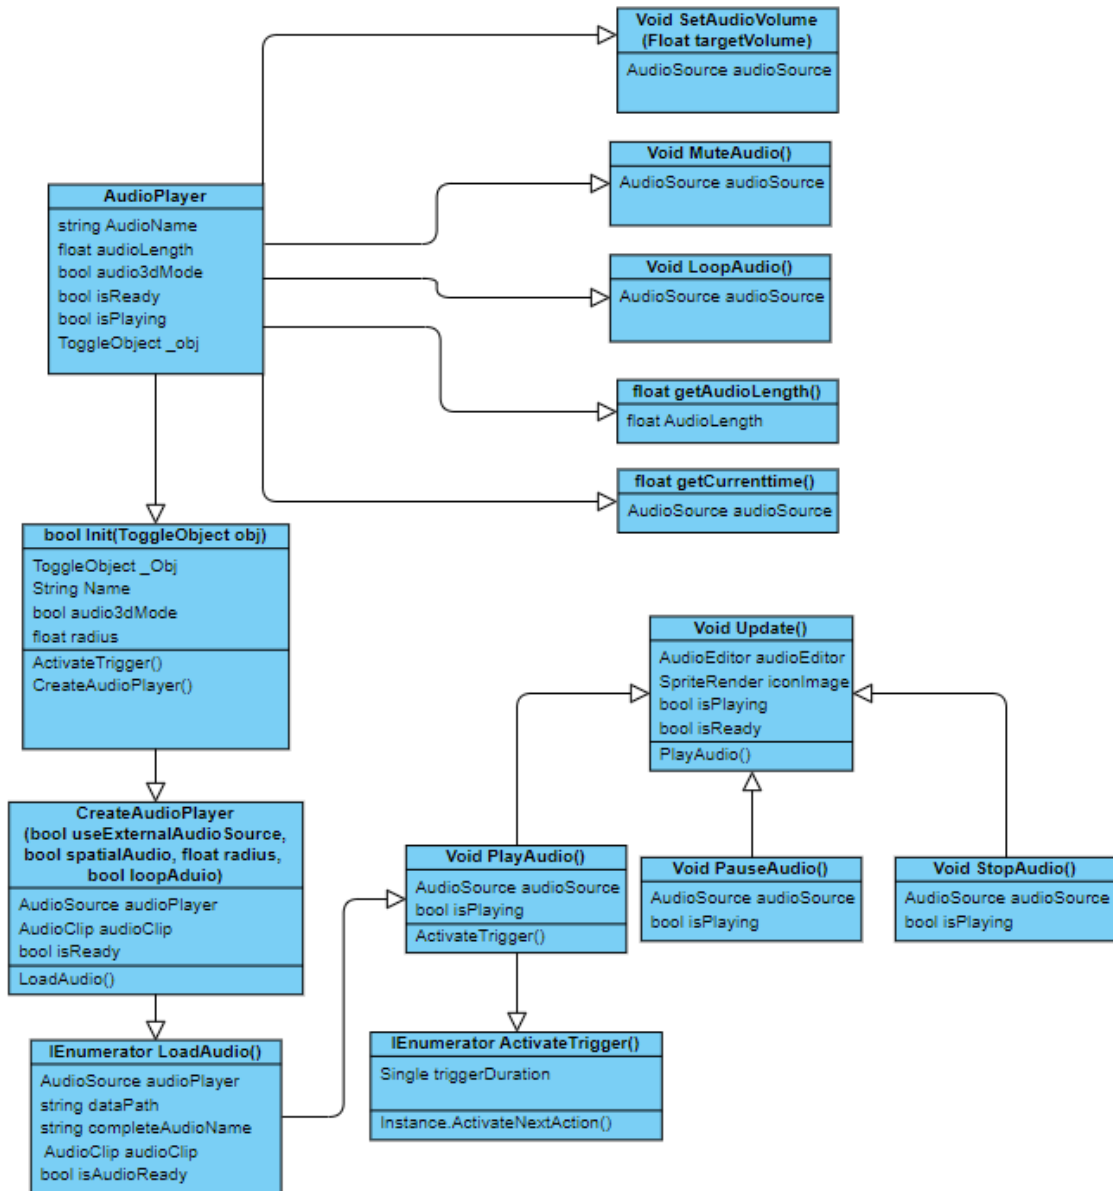 Void SetAudioVolume
(Float targetVolume)
AudioSource audioSource
Void MuteAudio()
AudioSource audioSource
AudioPlayer
string AudioName
float audioLength
bool audio3dMode
bool isReady
bool isPlaying
ToggleObject _obj
Void LoopAudio()
AudioSource audioSource
float getAudioLength()
float AudioLength
float getCurrenttime()
AudioSource audioSource
bool Init(ToggleObject obj)
ToggleObject _Obj
String Name
bool audio3dMode
float radius
ActivateTrigger()
CreateAudioPlayer()
Void Update()
AudioEditor audioEditor
SpriteRender iconImage
bool isPlaying
bool isReady
PlayAudio()
CreateAudioPlayer
(bool useExternalAudioSource,
bool spatialAudio, float radius,
bool loopAduio)
AudioSource audioPlayer
AudioClip audioClip
bool isReady
LoadAudio()
Void PlayAudio()
AudioSource audioSource
bool isPlaying
ActivateTrigger()
Void PauseAudio()
AudioSource audioSource
bool isPlaying
Void StopAudio()
AudioSource audioSource
bool isPlaying
IEnumerator LoadAudio()
AudioSource audioPlayer
string dataPath
string completeAudioName
AudioClip audioClip
bool isAudioReady
IEnumerator ActivateTrigger()
Single triggerDuration
Instance.ActivateNextAction()